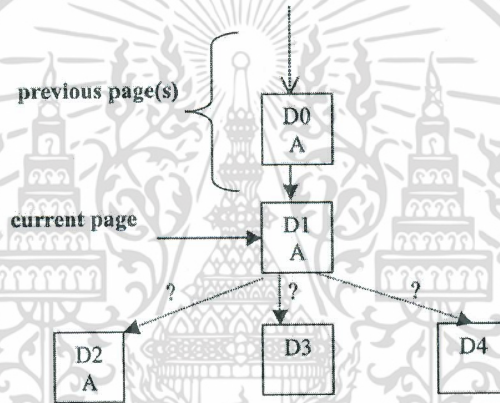 previous page(s)
D0
A
current page
D1
A
? ? ?
D2
A
D3
D4